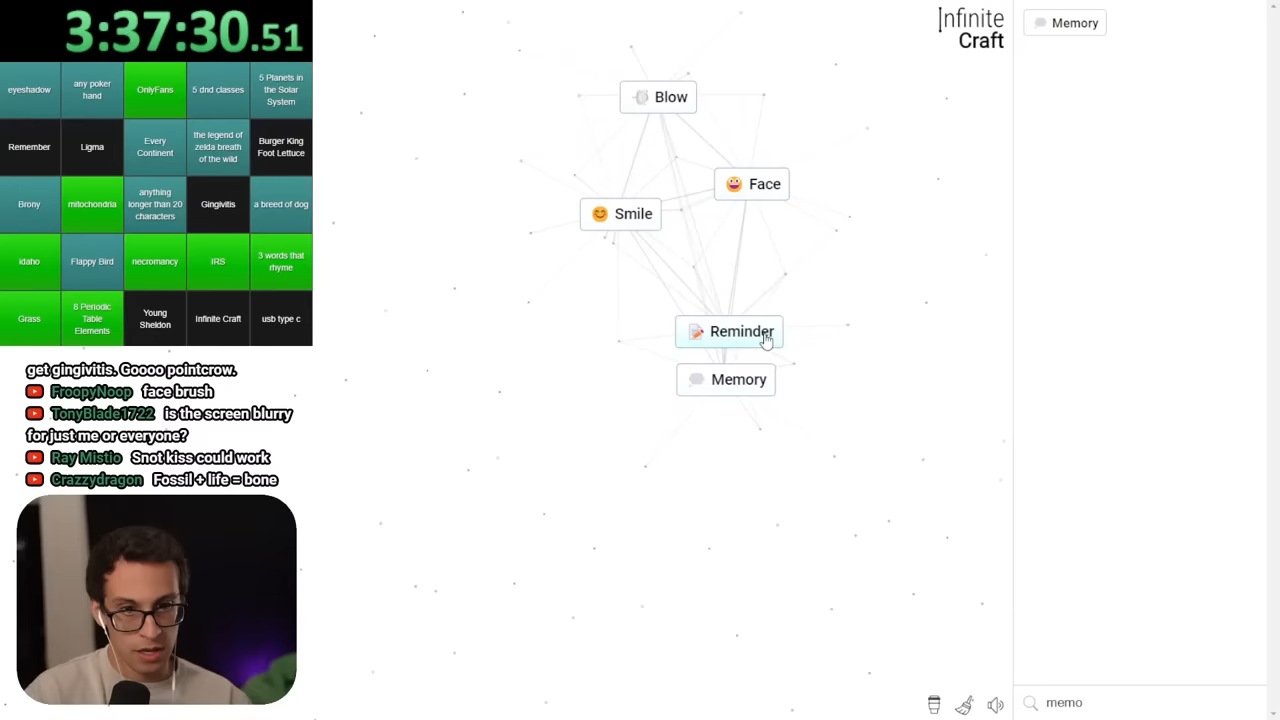 3:37:30.51
eyeshadow
any poker
hand
OnlyFans
5 dnd classes
5 Planets in
the Solar
System
Remember
Ligma
Every
Continent
the legend of
zelda breath
of the wild
Burger King
Foot Lettuce
Brony
mitochondria
anything
longer than 20
characters
Gingivitis
a breed of dog
idaho
Flappy Bird
necromancy
IRS
3 words that
rhyme
Grass
8 Periodic
Table
Elements
Young
Sheldon
Infinite Craft
usb type c
get gingivitis. Goooo pointcrow.
FroopyNoop face brush
TonyBlade1722 is the screen blurry
for just me or everyone?
Ray Mistio Snot kiss could work
Crazzydragon Fossil + life = bone
Infinite
Craft
Blow
Face
Smile
Reminder
Memory
Memory
memo